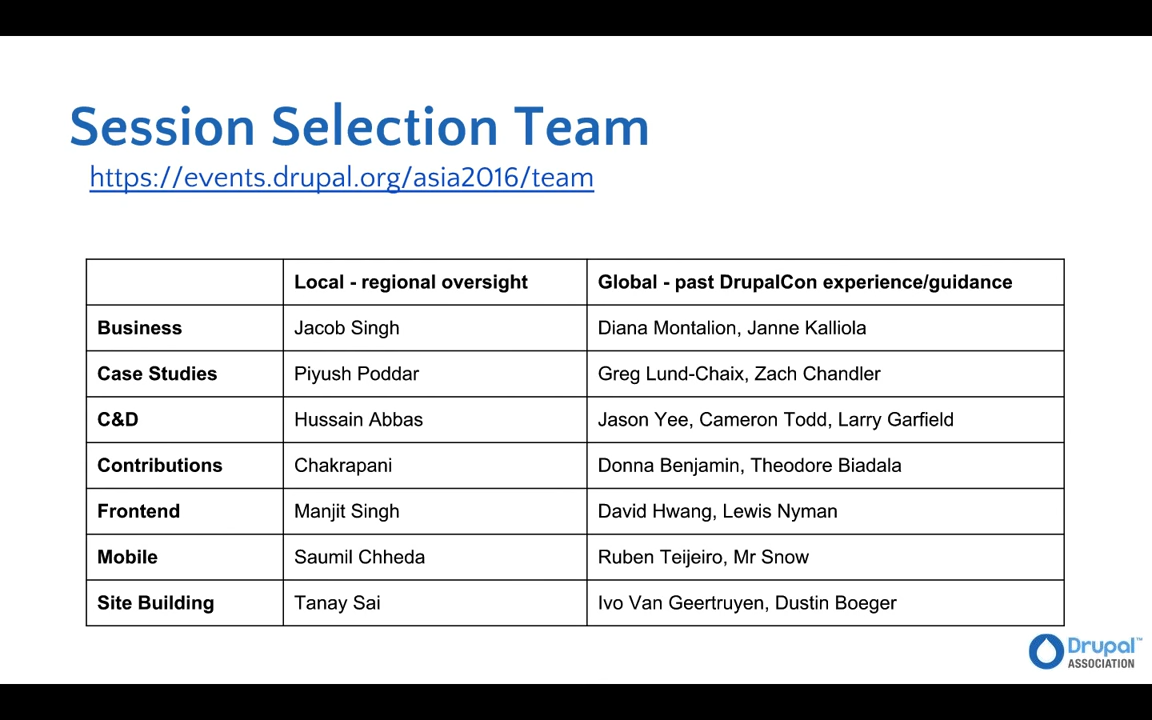 Session Selection Team
https://events.drupal.org/asia2016/team
Local - regional oversight Global - past DrupalCon experience/guidance
Business Jacob Singh Diana Montalion, Janne Kalliola
Case Studies Piyush Poddar Greg Lund-Chaix, Zach Chandler
C&D Hussain Abbas Jason Yee, Cameron Todd, Larry Garfield
Contributions Chakrapani Donna Benjamin, Theodore Biadala
Frontend Manjit Singh David Hwang, Lewis Nyman
Mobile Saumil Chheda Ruben Teijeiro, Mr Snow
Site Building Tanay Sai Ivo Van Geertruyen, Dustin Boeger
Drupal™
ASSOCIATION